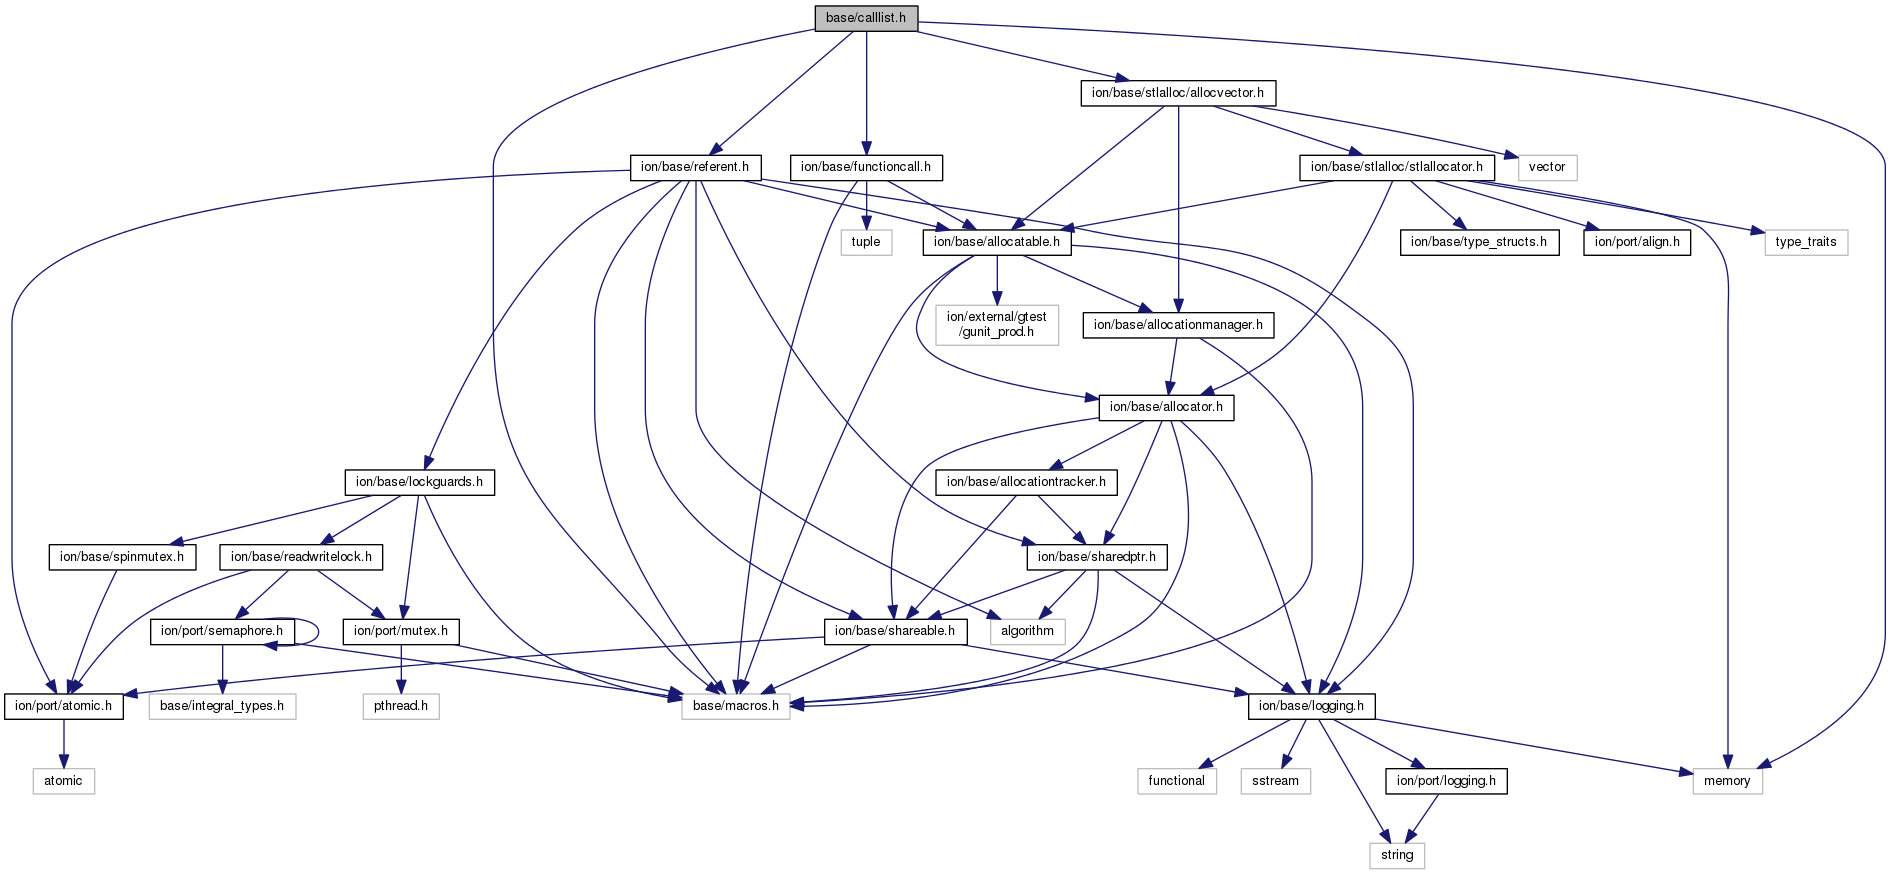 base/calllist.h
ion/base/stlalloc/allocvector.h
ion/base/referent.h
ion/base/functioncall.h
ion/base/stlalloc/stlallocator.h
vector
tuple
ion/base/allocatable.h
ion/base/type_structs.h
ion/port/align.h
type_traits
ion/external/gtest
/gunit_prod.h
ion/base/allocationmanager.h
ion/base/allocator.h
ion/base/lockguards.h
ion/base/allocationtracker.h
ion/base/spinmutex.h
ion/base/readwritelock.h
ion/base/sharedptr.h
ion/port/semaphore.h
ion/port/mutex.h
ion/base/shareable.h
algorithm
ion/port/atomic.h
base/integral_types.h
pthread.h
base/macros.h
ion/base/logging.h
atomic
functional
sstream
ion/port/logging.h
memory
string